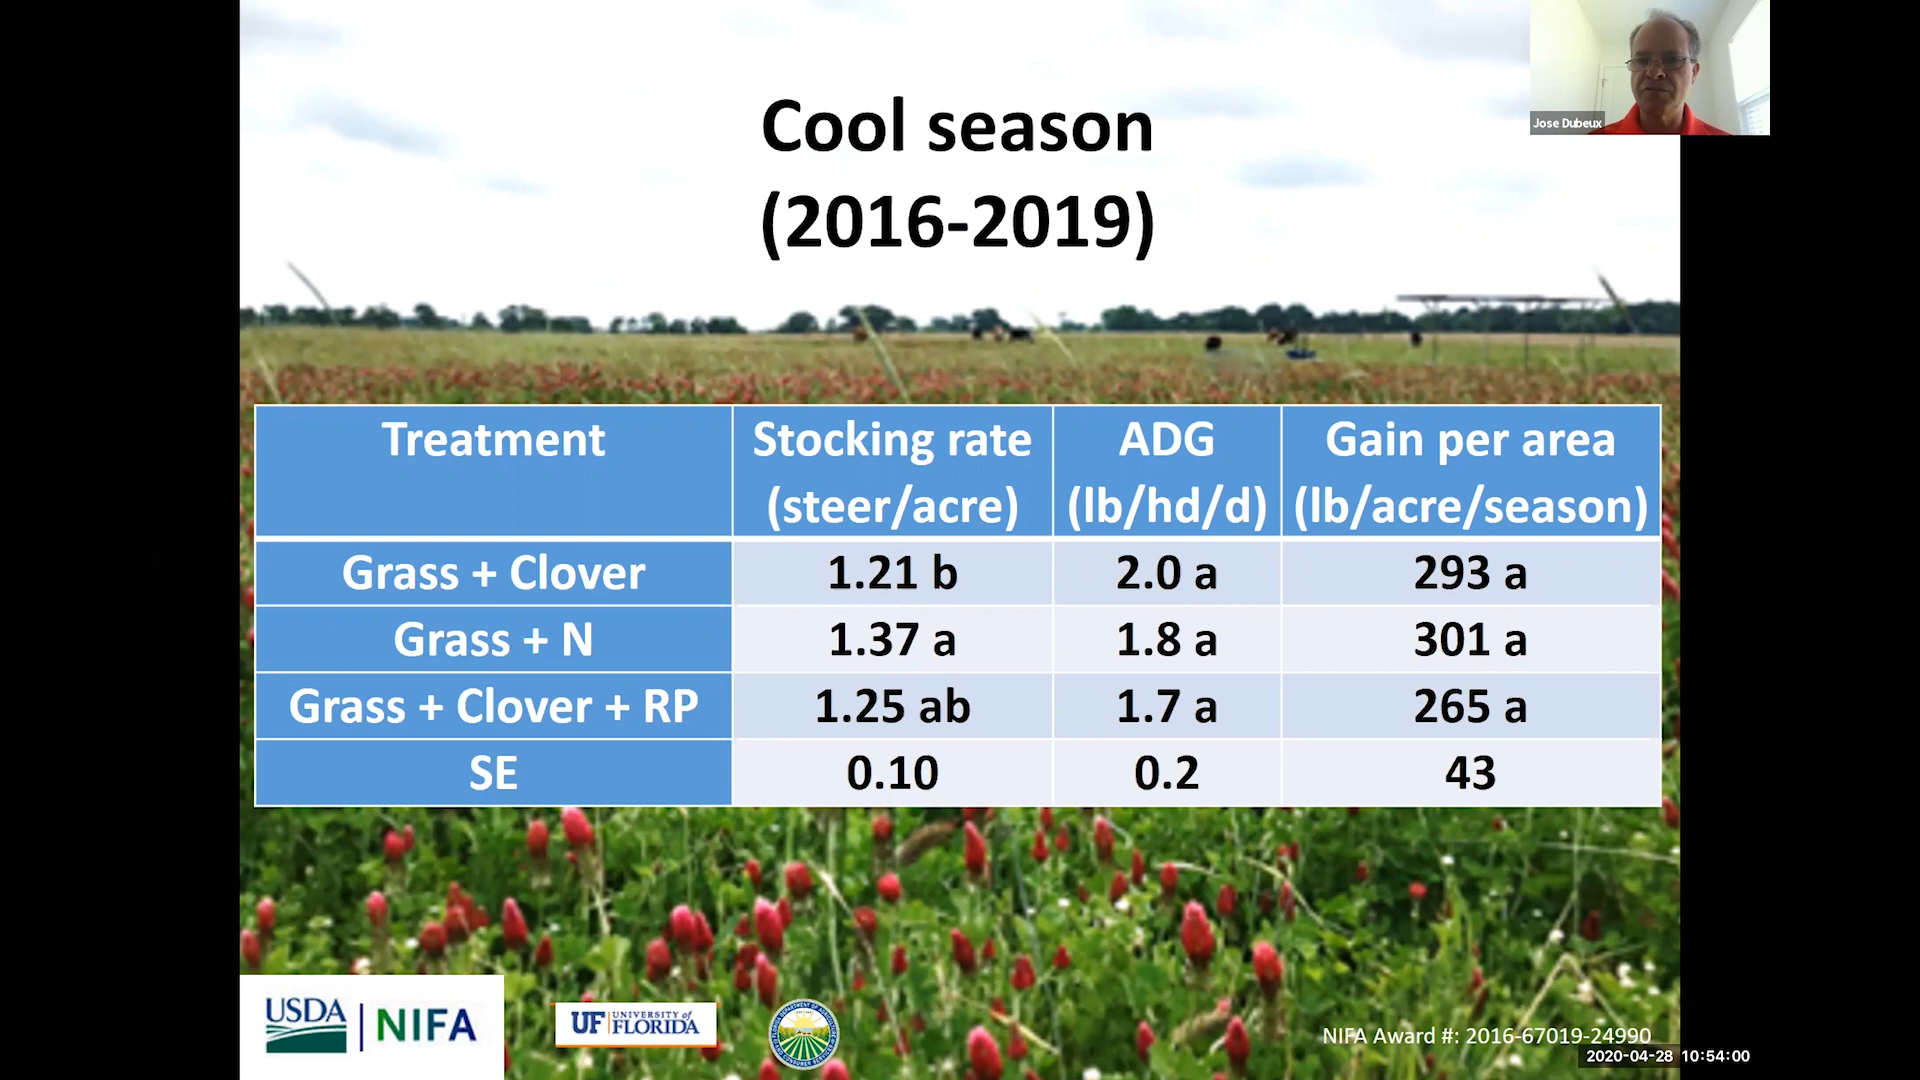 Jose Dubeux
Cool season
(2016-2019)
Treatment
Stocking rate
(steer/acre)
ADG
(lb/hd/d)
Gain per area
(lb/acre/season)
Grass + Clover
1.21 b
2.0 a
293 a
Grass + N
1.37 a
1.8 a
301 a
Grass + Clover + RP
1.25 ab
1.7 a
265 a
SE
0.10
0.2
43
USDA
NIFA
UF
UNIVERSITY of
FLORIDA
NIFA Award #: 2016-67019-24990
2020-04-28 10:54:00